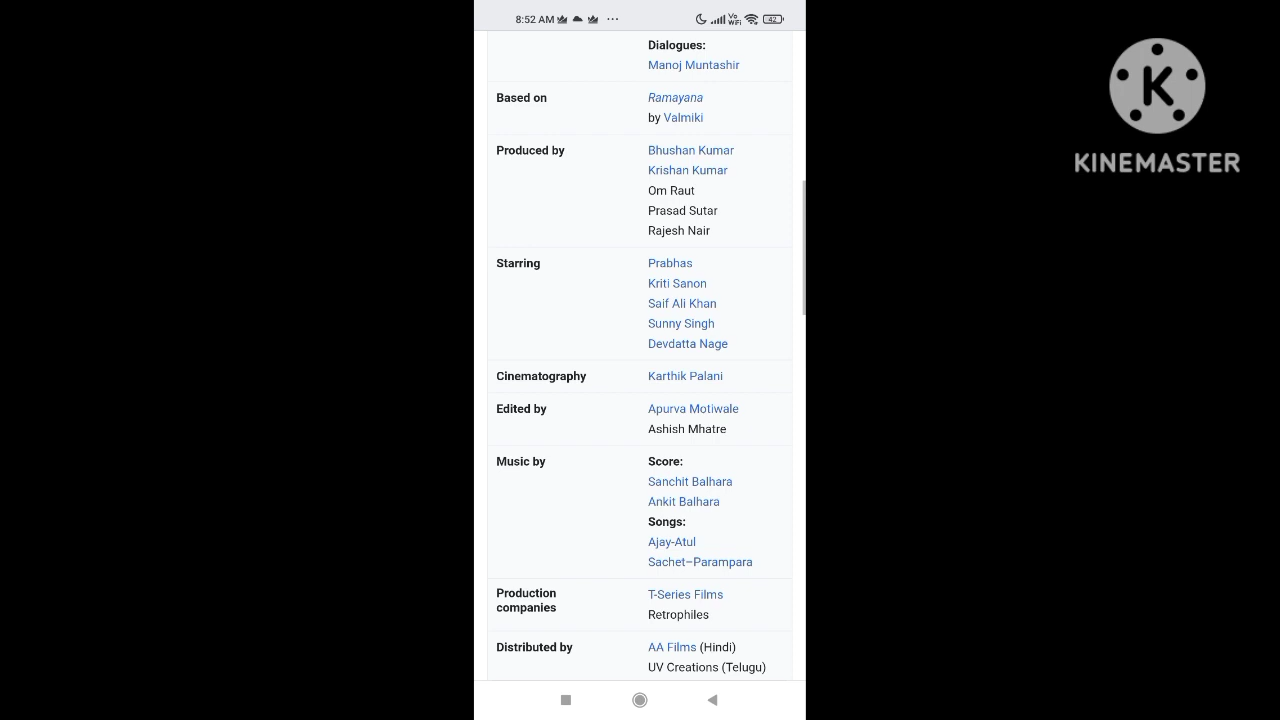 8:52 AM
Vo
WiFi
42
Dialogues:
Manoj Muntashir
Based on
Ramayana
by Valmiki
Produced by
Bhushan Kumar
Krishan Kumar
Om Raut
Prasad Sutar
Rajesh Nair
Starring
Prabhas
Kriti Sanon
Saif Ali Khan
Sunny Singh
Devdatta Nage
Cinematography
Karthik Palani
Edited by
Apurva Motiwale
Ashish Mhatre
Music by
Score:
Sanchit Balhara
Ankit Balhara
Songs:
Ajay-Atul
Sachet–Parampara
Production
companies
T-Series Films
Retrophiles
Distributed by
AA Films (Hindi)
UV Creations (Telugu)
K
KINEMASTER